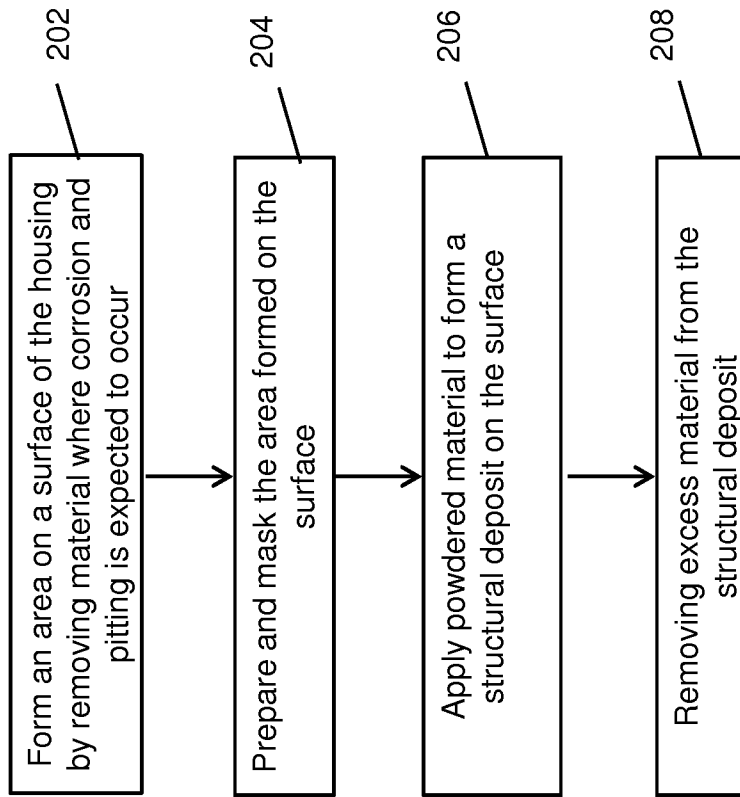 202
Form an area on a surface of the housing
by removing material where corrosion and
pitting is expected to occur
204
Prepare and mask the area formed on the
surface
206
Apply powdered material to form a
structural deposit on the surface
208
Removing excess material from the
structural deposit